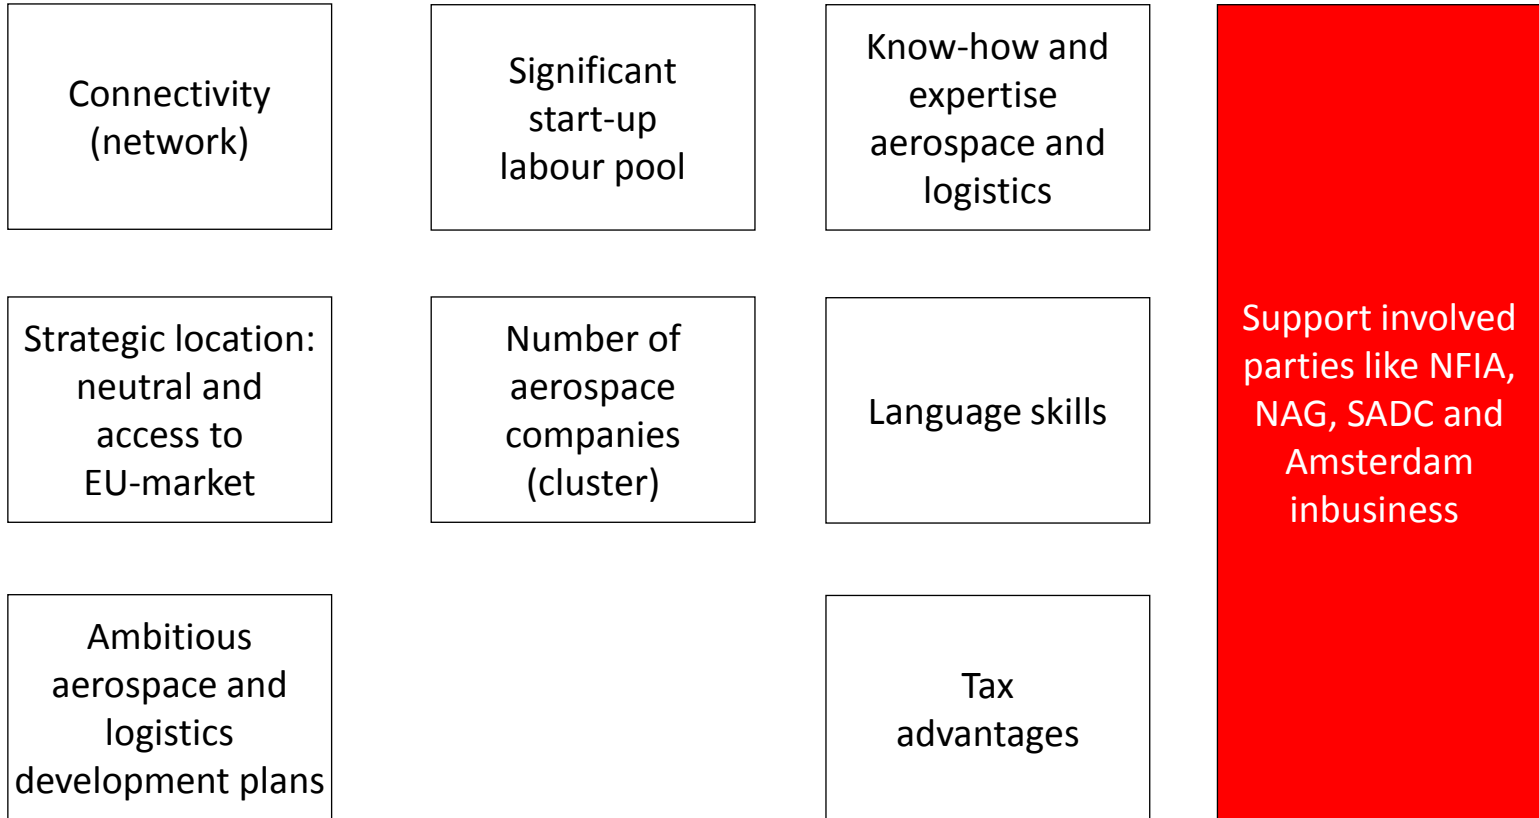 Connectivity
(network)
Significant
start-up
labour pool
Know-how and
expertise
aerospace and
logistics
Strategic location:
neutral and
access to
EU-market
Number of
aerospace
companies
(cluster)
Language skills
Ambitious
aerospace and
logistics
development plans
Tax
advantages
Support involved
parties like NFIA,
NAG, SADC and
Amsterdam
inbusiness